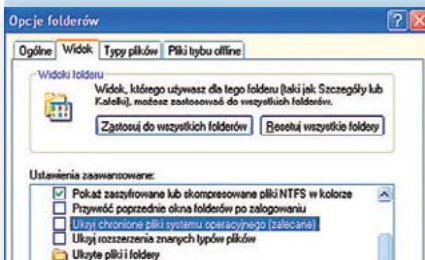 Opcje folderów
Ogólne Widok Typy plików Pliki trybu offline
Widoki folderu
Widok, którego używasz dla tego folderu (taki jak Szczegóły lub
Kafelki), możesz zastosować do wszystkich folderów.
Zastosuj do wszystkich folderów Resetuj wszystkie foldery
Ustawienia zaawansowane:
Pokaż zaszyfrowane lub skompresowane pliki NTFS w kolorze
Przywróć poprzednie okna folderów po zalogowaniu
Ukryj chronione pliki systemu operacyjnego (zalecane)
Ukryj rozszerzenia znanych typów plików
Ukryte pliki i foldery